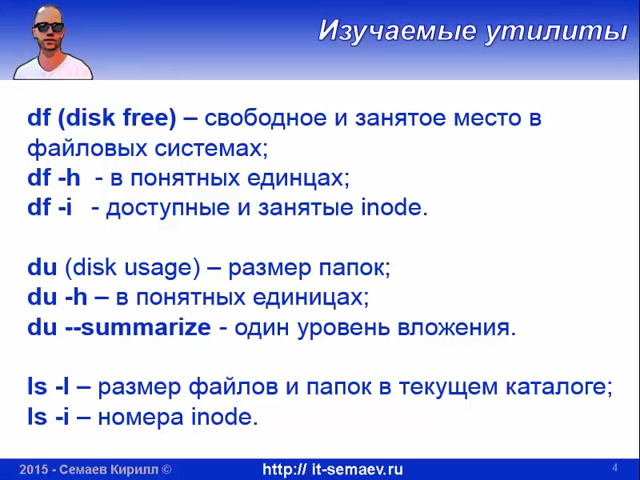 Изучаемые утилиты
df (disk free) – свободное и занятое место в
файловых системах;
df -h - в понятных единцах;
df -i - доступные и занятые inode.
du (disk usage) – размер папок;
du -h – в понятных единицах;
du --summarize - один уровень вложения.
ls -l – размер файлов и папок в текущем каталоге;
ls -i – номера inode.
2015 - Семаев Кирилл © http:// it-semaev.ru 4